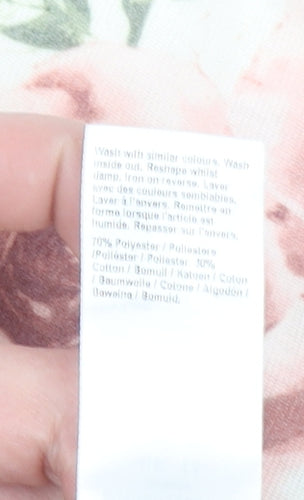 Wash with similar colours. Wash
inside out. Reshape whilst
damp. Iron on reverse. Laver
avec des couleurs semblables.
Laver à l'envers. Remettre en
forme lorsque l'article est
humide. Repasser sur l'envers.
70% Polyester / Poliestere
/Poliéster / Poliester. 30%
Cotton / Bomull / Katoen / Coton
/ Baumwolle / Cotone / Algodón /
Bawełna / Bomuld.